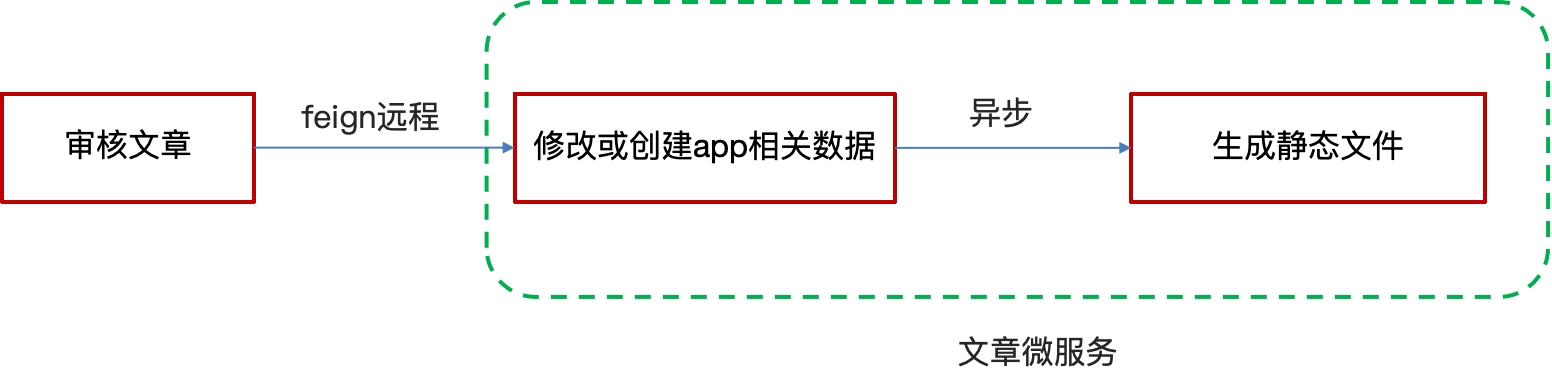 审核文章
feign远程
修改或创建app相关数据
异步
生成静态文件
文章微服务